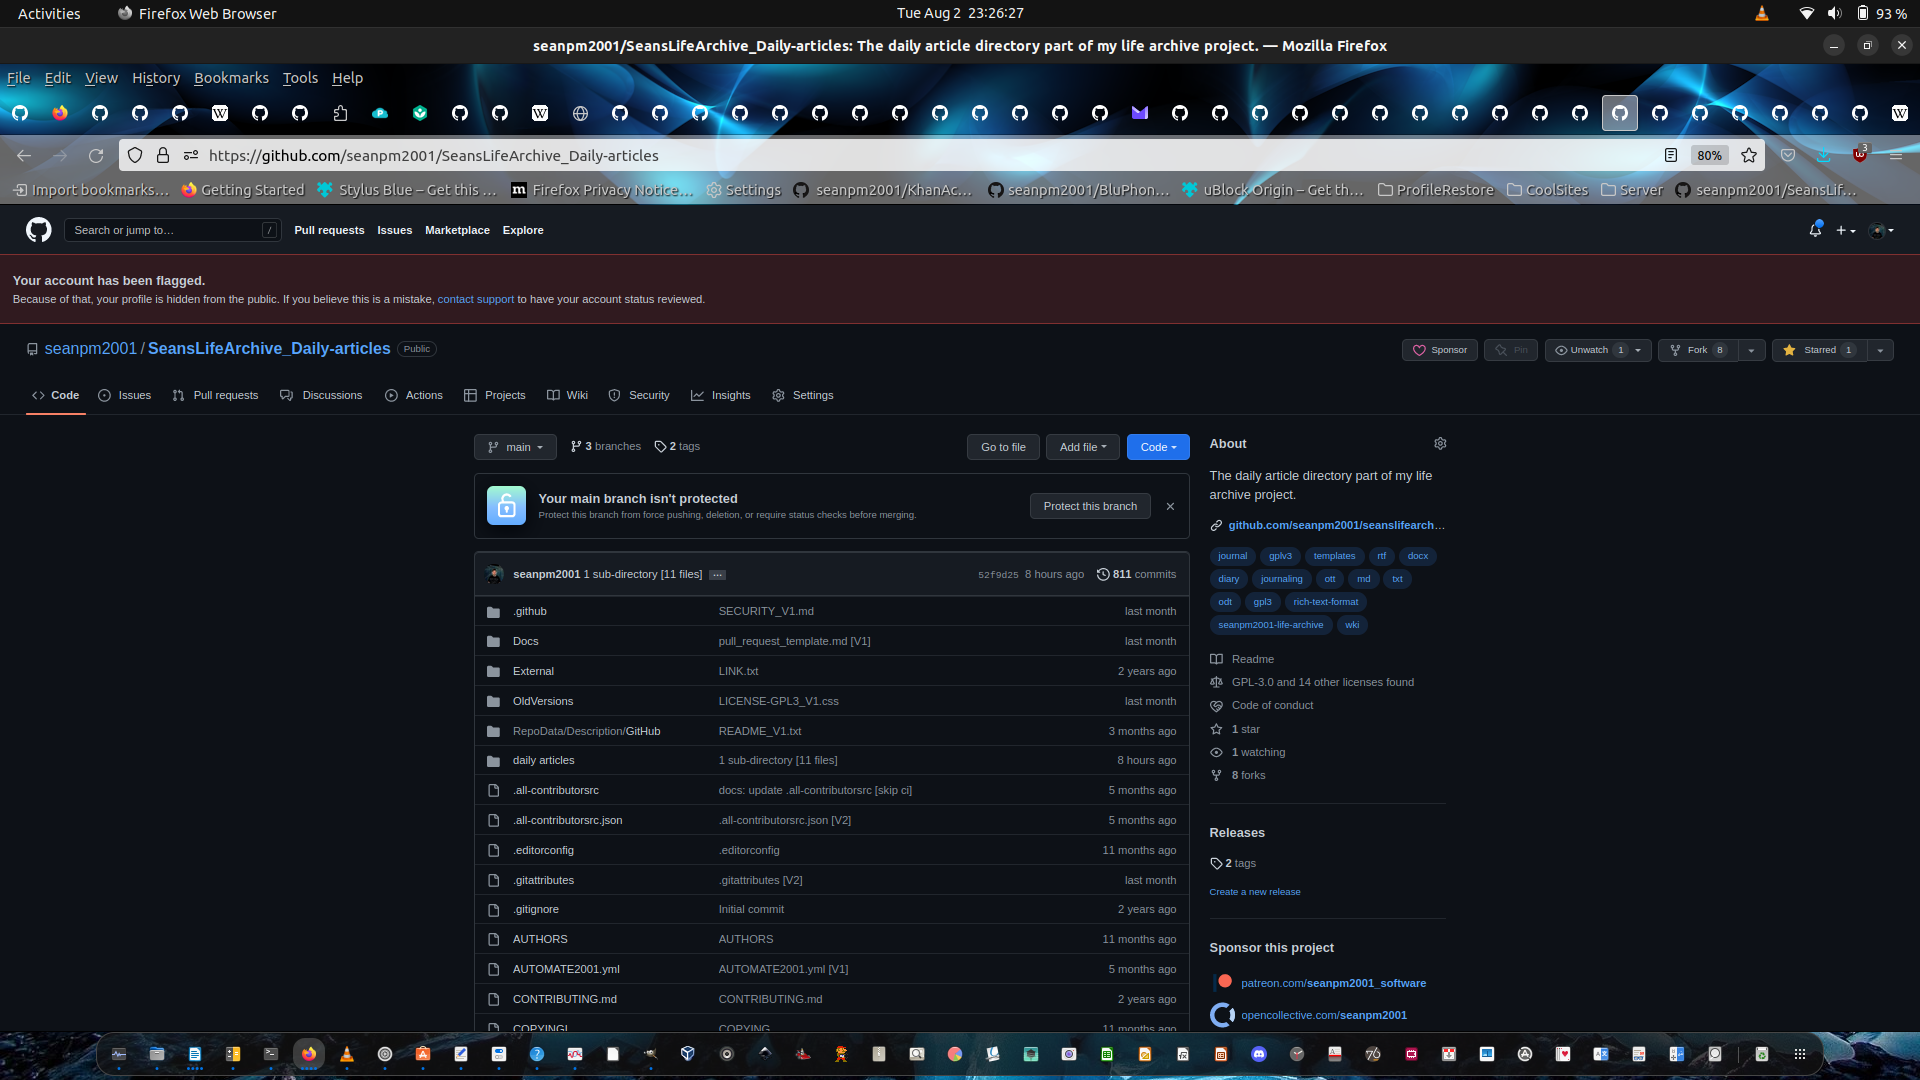 Activities
Firefox Web Browser
Tue Aug 2 23:26:27
93 %
seanpm2001/SeansLifeArchive_Daily-articles: The daily article directory part of my life archive project. — Mozilla Firefox
File Edit View History Bookmarks Tools Help
https://github.com/seanpm2001/SeansLifeArchive_Daily-articles
80%
3
Import bookmarks… Getting Started Stylus Blue – Get this … Firefox Privacy Notice… Settings seanpm2001/KhanAc… seanpm2001/BluPhon… uBlock Origin – Get th… ProfileRestore CoolSites Server seanpm2001/SeansLif…
Search or jump to… /
Pull requests Issues Marketplace Explore
Your account has been flagged.
Because of that, your profile is hidden from the public. If you believe this is a mistake, contact support to have your account status reviewed.
seanpm2001 / SeansLifeArchive_Daily-articles Public
Sponsor Pin Unwatch 1 Fork 8 Starred 1
Code Issues Pull requests Discussions Actions Projects Wiki Security Insights Settings
main 3 branches 2 tags
Go to file Add file Code
Your main branch isn't protected
Protect this branch from force pushing, deletion, or require status checks before merging.
Protect this branch
seanpm2001 1 sub-directory [11 files] … 52f9d25 8 hours ago 811 commits
.github SECURITY_V1.md last month
Docs pull_request_template.md [V1] last month
External LINK.txt 2 years ago
OldVersions LICENSE-GPL3_V1.css last month
RepoData/Description/GitHub README_V1.txt 3 months ago
daily articles 1 sub-directory [11 files] 8 hours ago
.all-contributorsrc docs: update .all-contributorsrc [skip ci] 5 months ago
.all-contributorsrc.json .all-contributorsrc.json [V2] 5 months ago
.editorconfig .editorconfig 11 months ago
.gitattributes .gitattributes [V2] last month
.gitignore Initial commit 2 years ago
AUTHORS AUTHORS 11 months ago
AUTOMATE2001.yml AUTOMATE2001.yml [V1] 5 months ago
CONTRIBUTING.md CONTRIBUTING.md 2 years ago
COPYING 11 months ago
About
The daily article directory part of my life
archive project.
github.com/seanpm2001/seanslifearch…
journal gplv3 templates rtf docx
diary journaling ott md txt
odt gpl3 rich-text-format
seanpm2001-life-archive wki
Readme
GPL-3.0 and 14 other licenses found
Code of conduct
1 star
1 watching
8 forks
Releases
2 tags
Create a new release
Sponsor this project
patreon.com/seanpm2001_software
opencollective.com/seanpm2001